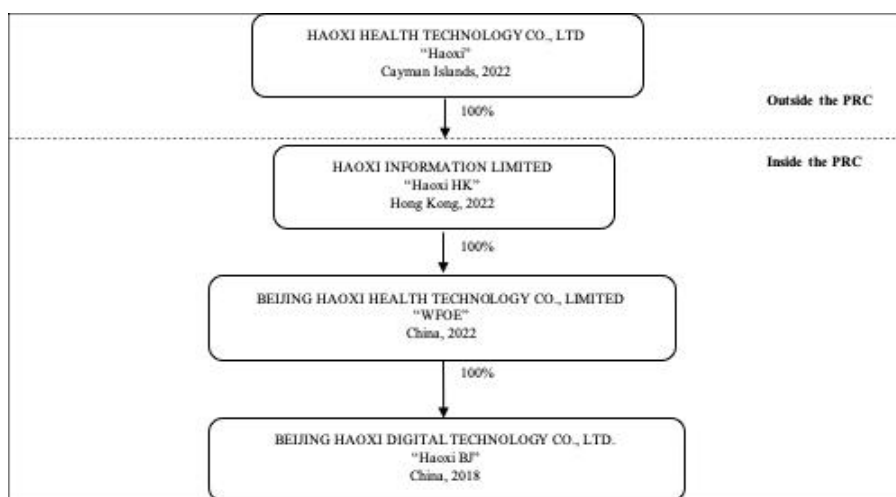 HAOXI HEALTH TECHNOLOGY CO., LTD
“Haoxi”
Cayman Islands, 2022
100%
Outside the PRC
Inside the PRC
HAOXI INFORMATION LIMITED
“Haoxi HK”
Hong Kong, 2022
100%
BEIJING HAOXI HEALTH TECHNOLOGY CO., LIMITED
“WFOE”
China, 2022
100%
BEIJING HAOXI DIGITAL TECHNOLOGY CO., LTD.
“Haoxi BJ”
China, 2018